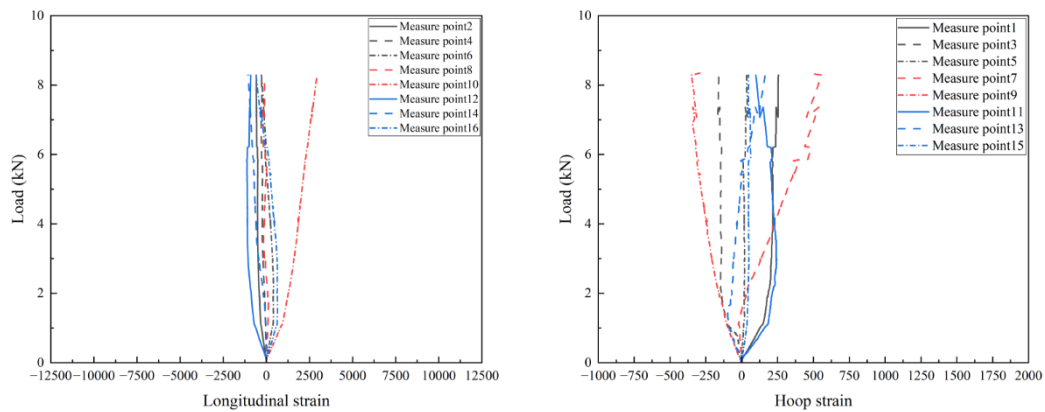 10
8
6
4
2
0
Load (kN)
−12500
−10000
−7500
−5000
−2500
0
2500
5000
7500
10000
12500
Longitudinal strain
Measure point2
Measure point4
Measure point6
Measure point8
Measure point10
Measure point12
Measure point14
Measure point16
10
8
6
4
2
0
Load (kN)
−1000
−750
−500
−250
0
250
500
750
1000
1250
1500
1750
2000
Hoop strain
Measure point1
Measure point3
Measure point5
Measure point7
Measure point9
Measure point11
Measure point13
Measure point15